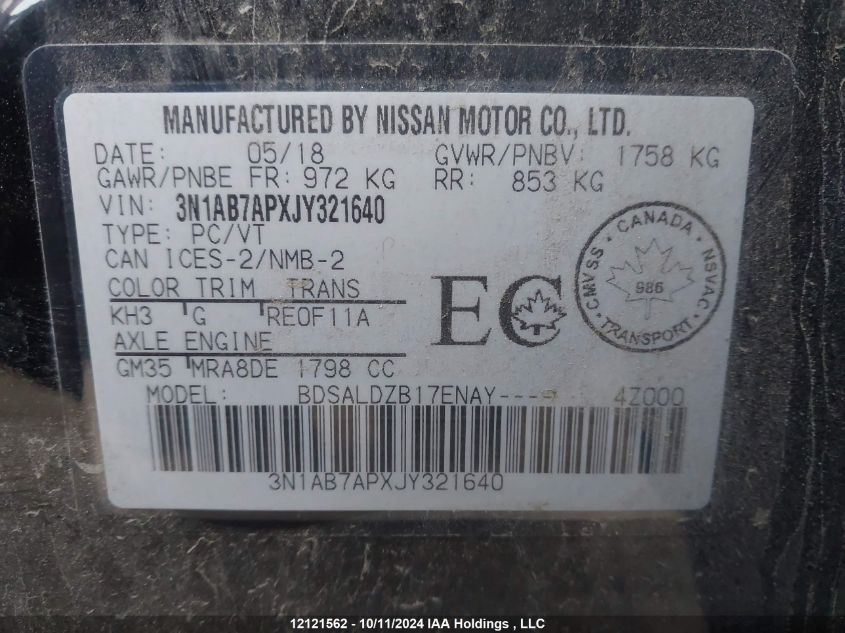 MANUFACTURED BY NISSAN MOTOR CO., LTD.
DATE: 05/18 GVWR/PNBV: 1758 KG
GAWR/PNBE FR: 972 KG RR: 853 KG
VIN: 3N1AB7APXJY321640
TYPE: PC/VT
CAN ICES-2/NMB-2
COLOR TRIM TRANS
KH3 G RE0F11A
AXLE ENGINE
GM35 MRA8DE 1798 CC
EC
CANADA
CMVSS NSVAC
986
TRANSPORT
MODEL: BDSALDZB17ENAY---- 4Z000
3N1AB7APXJY321640
12121562 - 10/11/2024 IAA Holdings , LLC